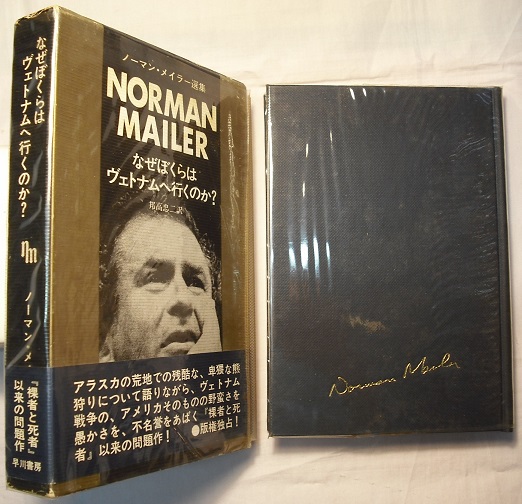 なぜぼくらは
ヴェトナムへ行くのか?
nm
ノーマン・メイ
『裸者と死者』
以来の問題作
早川書房
ノーマン・メイラー選集
NORMAN
MAILER
なぜぼくらは
ヴェトナムへ行くのか?
邦高忠二訳
アラスカの荒地での残酷な、卑猥な熊
狩りについて語りながら、ヴェトナム
戦争の、アメリカそのものの野蛮さを
愚かさを、不名誉をあばく『裸者と死
者』以来の問題作! ●版権独占!
Norman Mailer